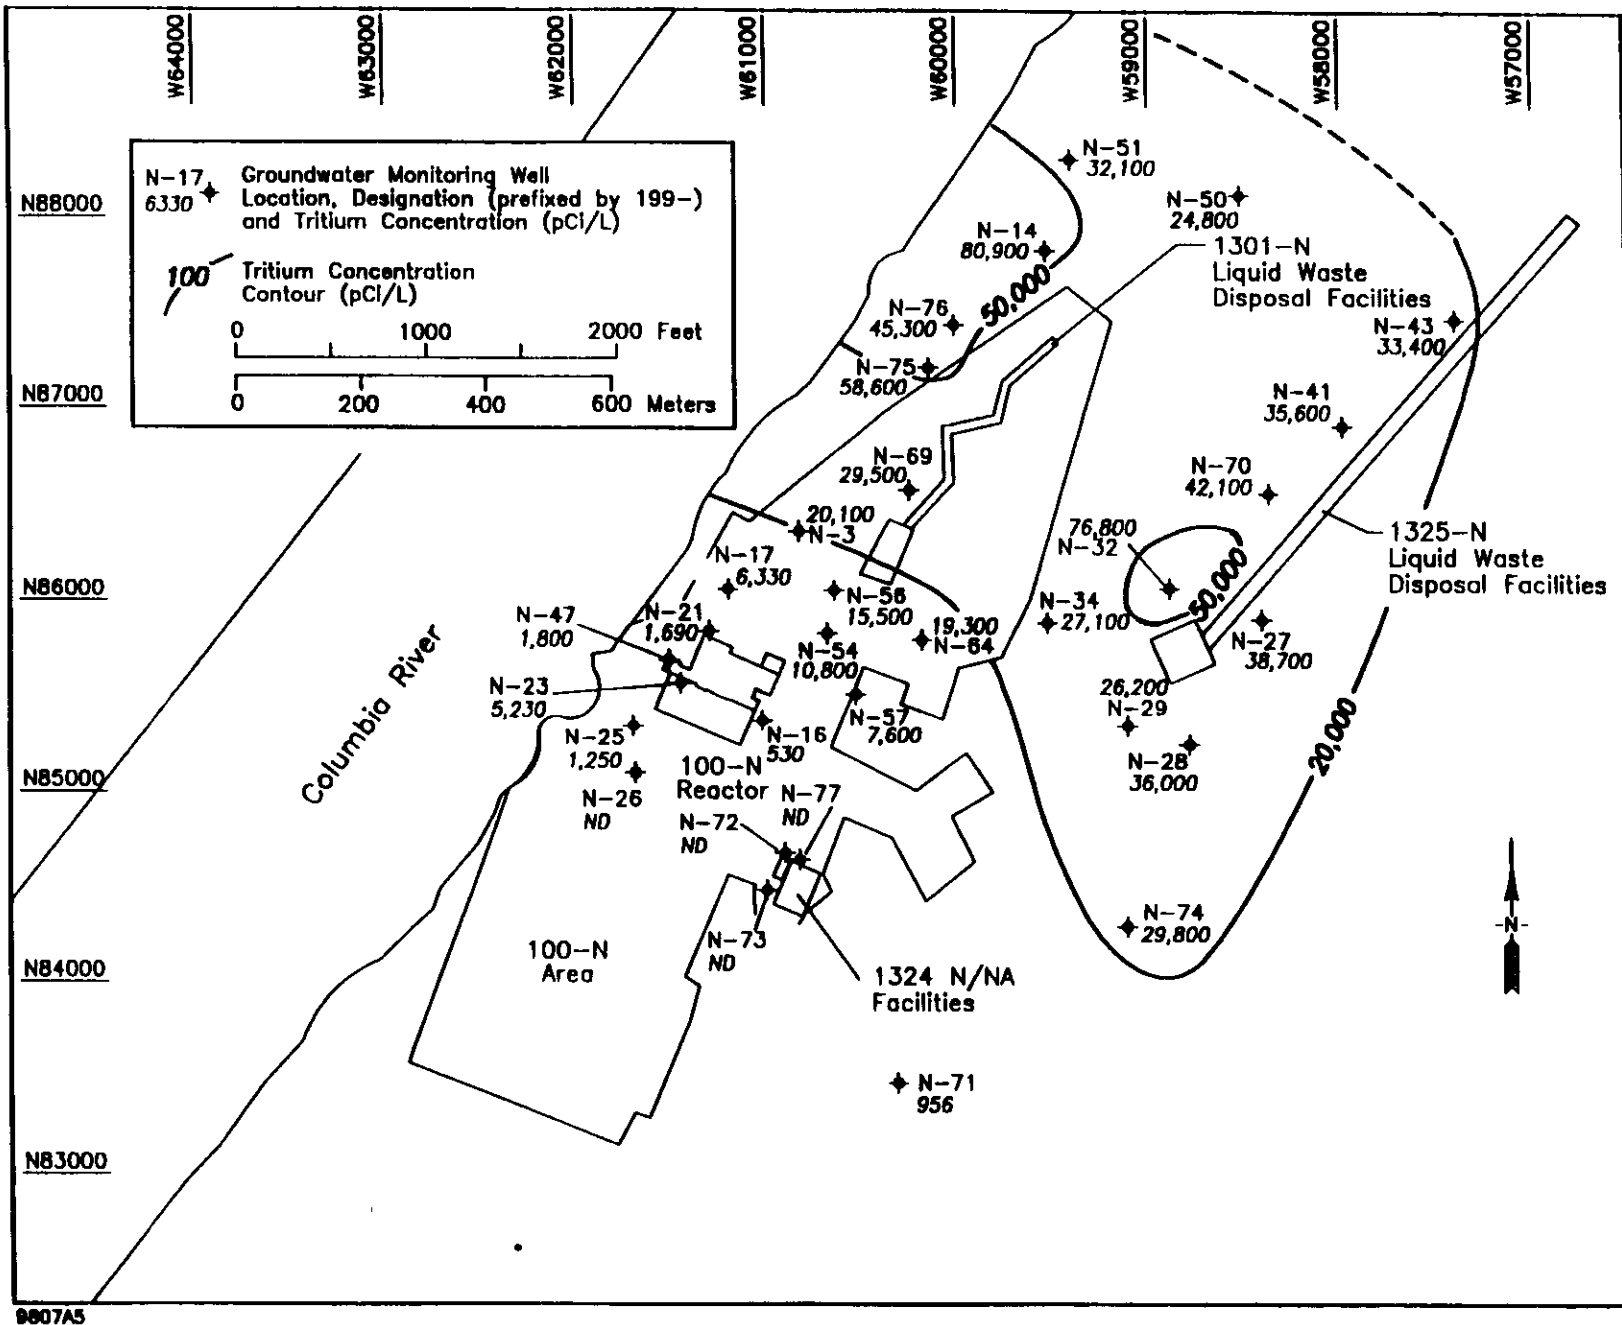 W64000
W63000
W62000
W61000
W60000
W59000
W58000
W57000
N88000
N87000
N86000
N85000
N84000
N83000
N-17
6330
Groundwater Monitoring Well
Location, Designation (prefixed by 199-)
and Tritium Concentration (pCi/L)
100
Tritium Concentration
Contour (pCi/L)
0 1000 2000 Feet
0 200 400 600 Meters
N-51
32,100
N-50
24,800
N-14
80,900
1301-N
Liquid Waste
Disposal Facilities
50,000
N-76
45,300
N-43
33,400
N-75
58,600
N-41
35,600
N-69
29,500
N-70
42,100
20,100
N-3
76,800
N-32
1325-N
Liquid Waste
Disposal Facilities
N-17
6,330
50,000
N-56
15,500
N-34
27,100
N-47
1,800
N-21
1,690
19,300
N-64
N-27
38,700
N-54
10,800
N-23
5,230
26,200
N-29
N-57
7,600
N-16
530
N-25
1,250
N-28
36,000
20,000
Columbia River
100-N
Reactor
N-26
ND
N-77
ND
N-72
ND
N-74
29,800
N-73
ND
100-N
Area
1324 N/NA
Facilities
-N-
N-71
956
9807A5